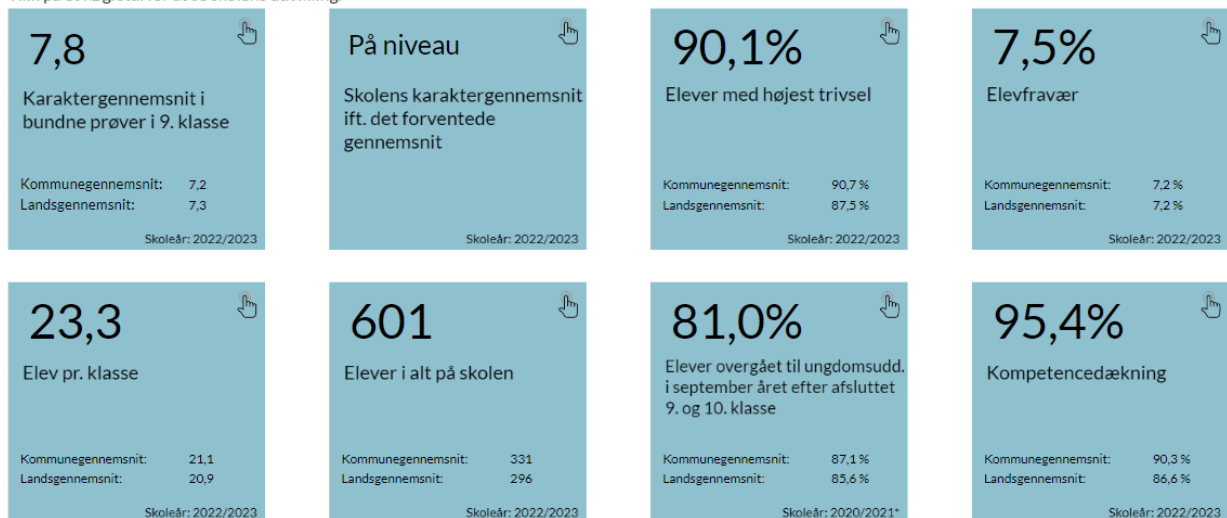 7,8
Karaktergennemsnit i
bundne prøver i 9. klasse
Kommunegennemsnit: 7,2
Landsgennemsnit: 7,3
Skoleår: 2022/2023
På niveau
Skolens karaktergennemsnit
ift. det forventede
gennemsnit
Skoleår: 2022/2023
90,1%
Elever med højest trivsel
Kommunegennemsnit: 90,7 %
Landsgennemsnit: 87,5 %
Skoleår: 2022/2023
7,5%
Elevfravær
Kommunegennemsnit: 7,2 %
Landsgennemsnit: 7,2 %
Skoleår: 2022/2023
23,3
Elev pr. klasse
Kommunegennemsnit: 21,1
Landsgennemsnit: 20,9
Skoleår: 2022/2023
601
Elever i alt på skolen
Kommunegennemsnit: 331
Landsgennemsnit: 296
Skoleår: 2022/2023
81,0%
Elever overgået til ungdomsudd.
i september året efter afsluttet
9. og 10. klasse
Kommunegennemsnit: 87,1 %
Landsgennemsnit: 85,6 %
Skoleår: 2020/2021*
95,4%
Kompetencedækning
Kommunegennemsnit: 90,3 %
Landsgennemsnit: 86,6 %
Skoleår: 2022/2023